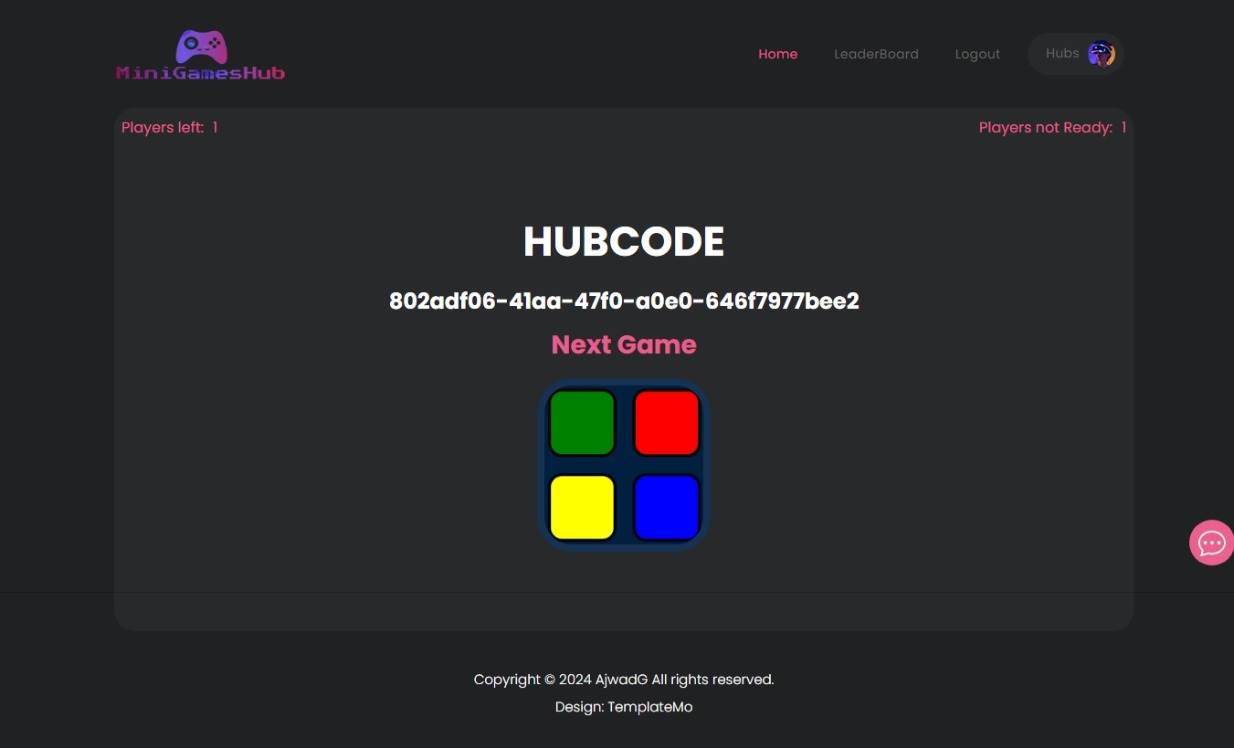 MiniGamesHub
Home LeaderBoard Logout Hubs
Players left: 1 Players not Ready: 1
HUBCODE
802adf06-41aa-47f0-a0e0-646f7977bee2
Next Game
Copyright © 2024 AjwadG All rights reserved.
Design: TemplateMo